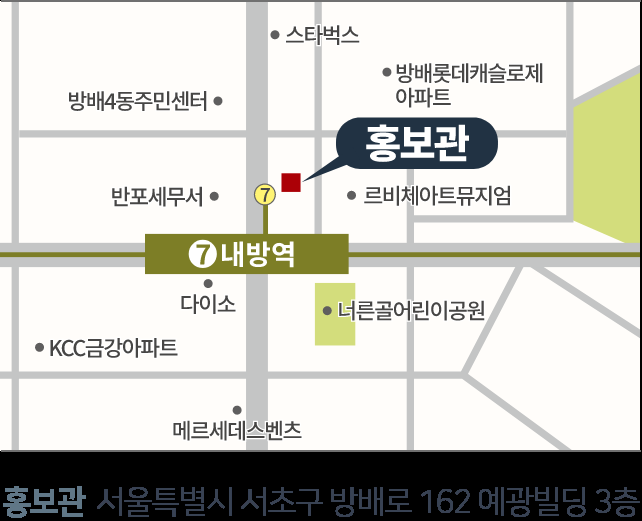 스타벅스
방배롯데캐슬로제
아파트
방배4동주민센터
홍보관
반포세무서
7
르비체아트뮤지엄
7 내방역
다이소
너른골어린이공원
KCC금강아파트
메르세데스벤츠
홍보관 서울특별시 서초구 방배로 162 예광빌딩 3층